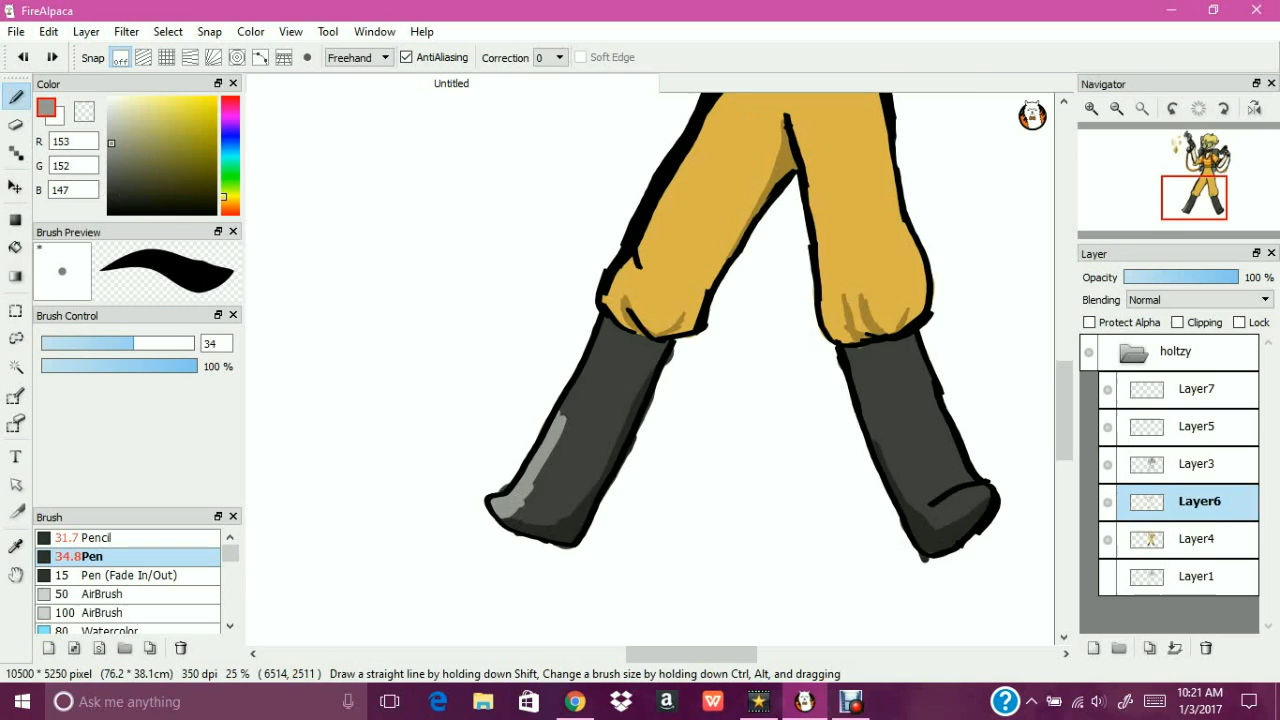 FireAlpaca
File Edit Layer Filter Select Snap Color View Tool Window Help
Snap off Freehand AntiAliasing Correction 0 Soft Edge
Color
Untitled
Navigator
R 153
G 152
B 147
Brush Preview
Layer
Opacity 100 %
Blending Normal
Protect Alpha Clipping Lock
Brush Control
34
100 %
holtzy
Layer7
Layer5
Layer3
Layer6
Layer4
Layer1
Brush
31.7 Pencil
34.8 Pen
15 Pen (Fade In/Out)
50 AirBrush
100 AirBrush
80 Watercolor
10500 * 5250 pixel (76.2 * 38.1cm) 350 dpi 25 % ( 6514, 2511 ) Draw a straight line by holding down Shift, Change a brush size by holding down Ctrl, Alt, and dragging
Ask me anything
10:21 AM
1/3/2017